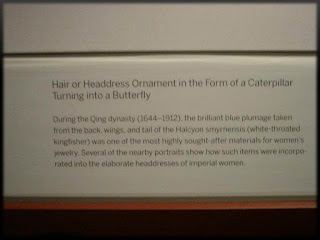 Hair or Headdress Ornament in the Form of a Caterpillar
Turning into a Butterfly
During the Qing dynasty (1644–1912), the brilliant blue plumage taken
from the back, wings, and tail of the Halcyon smyrnensis (white-throated
kingfisher) was one of the most highly sought-after materials for women's
jewelry. Several of the nearby portraits show how such items were incorpo-
rated into the elaborate headdresses of imperial women.